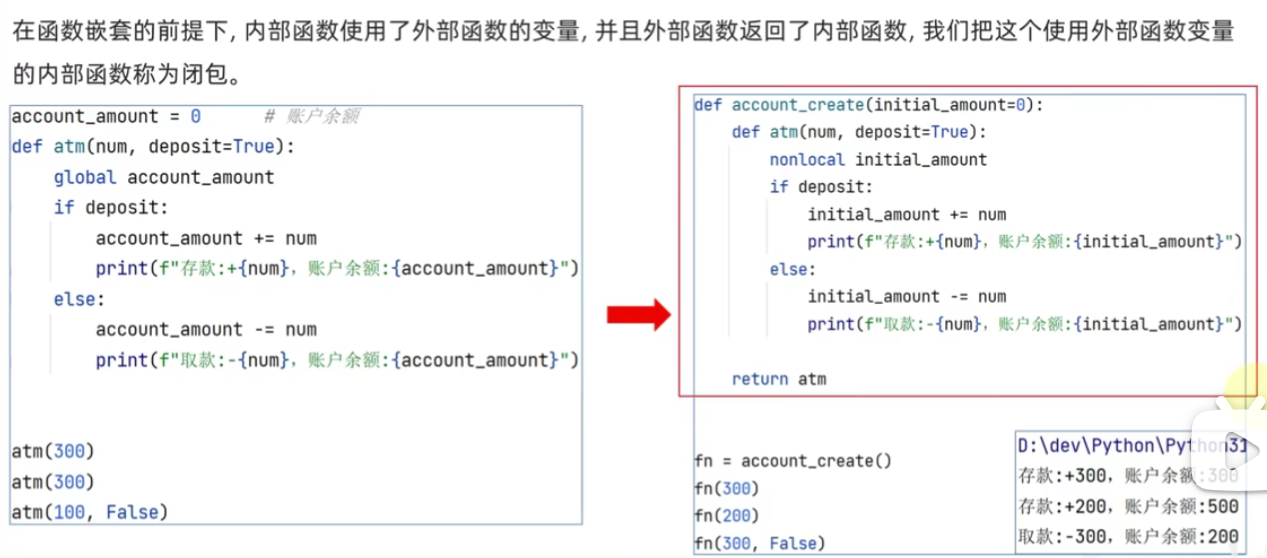 在函数嵌套的前提下, 内部函数使用了外部函数的变量, 并且外部函数返回了内部函数, 我们把这个使用外部函数变量
的内部函数称为闭包。
account_amount = 0 # 账户余额
def atm(num, deposit=True):
    global account_amount
    if deposit:
        account_amount += num
        print(f"存款:+{num}, 账户余额:{account_amount}")
    else:
        account_amount -= num
        print(f"取款:-{num}, 账户余额:{account_amount}")
atm(300)
atm(300)
atm(100, False)
def account_create(initial_amount=0):
    def atm(num, deposit=True):
        nonlocal initial_amount
        if deposit:
            initial_amount += num
            print(f"存款:+{num}, 账户余额:{initial_amount}")
        else:
            initial_amount -= num
            print(f"取款:-{num}, 账户余额:{initial_amount}")
    return atm
fn = account_create()
fn(300)
fn(200)
fn(300, False)
D:\dev\Python\Python31
存款:+300, 账户余额:300
存款:+200, 账户余额:500
取款:-300, 账户余额:200